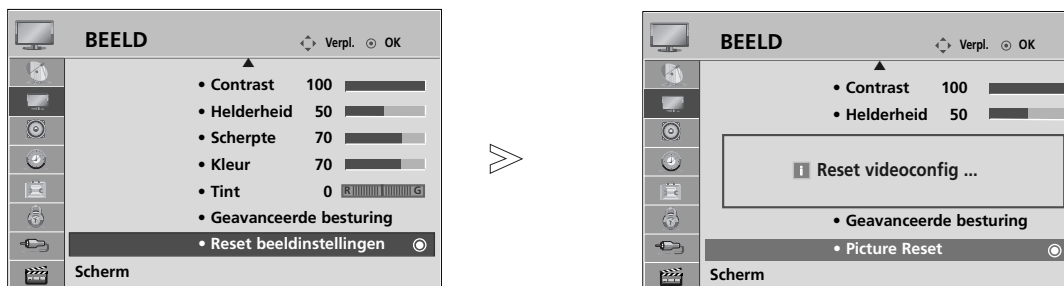 BEELD
Verpl. OK
• Contrast 100
• Helderheid 50
• Scherpte 70
• Kleur 70
• Tint 0 R G
• Geavanceerde besturing
• Reset beeldinstellingen
Scherm
BEELD
Verpl. OK
• Contrast 100
• Helderheid 50
i Reset videoconfig ...
• Geavanceerde besturing
• Picture Reset
Scherm